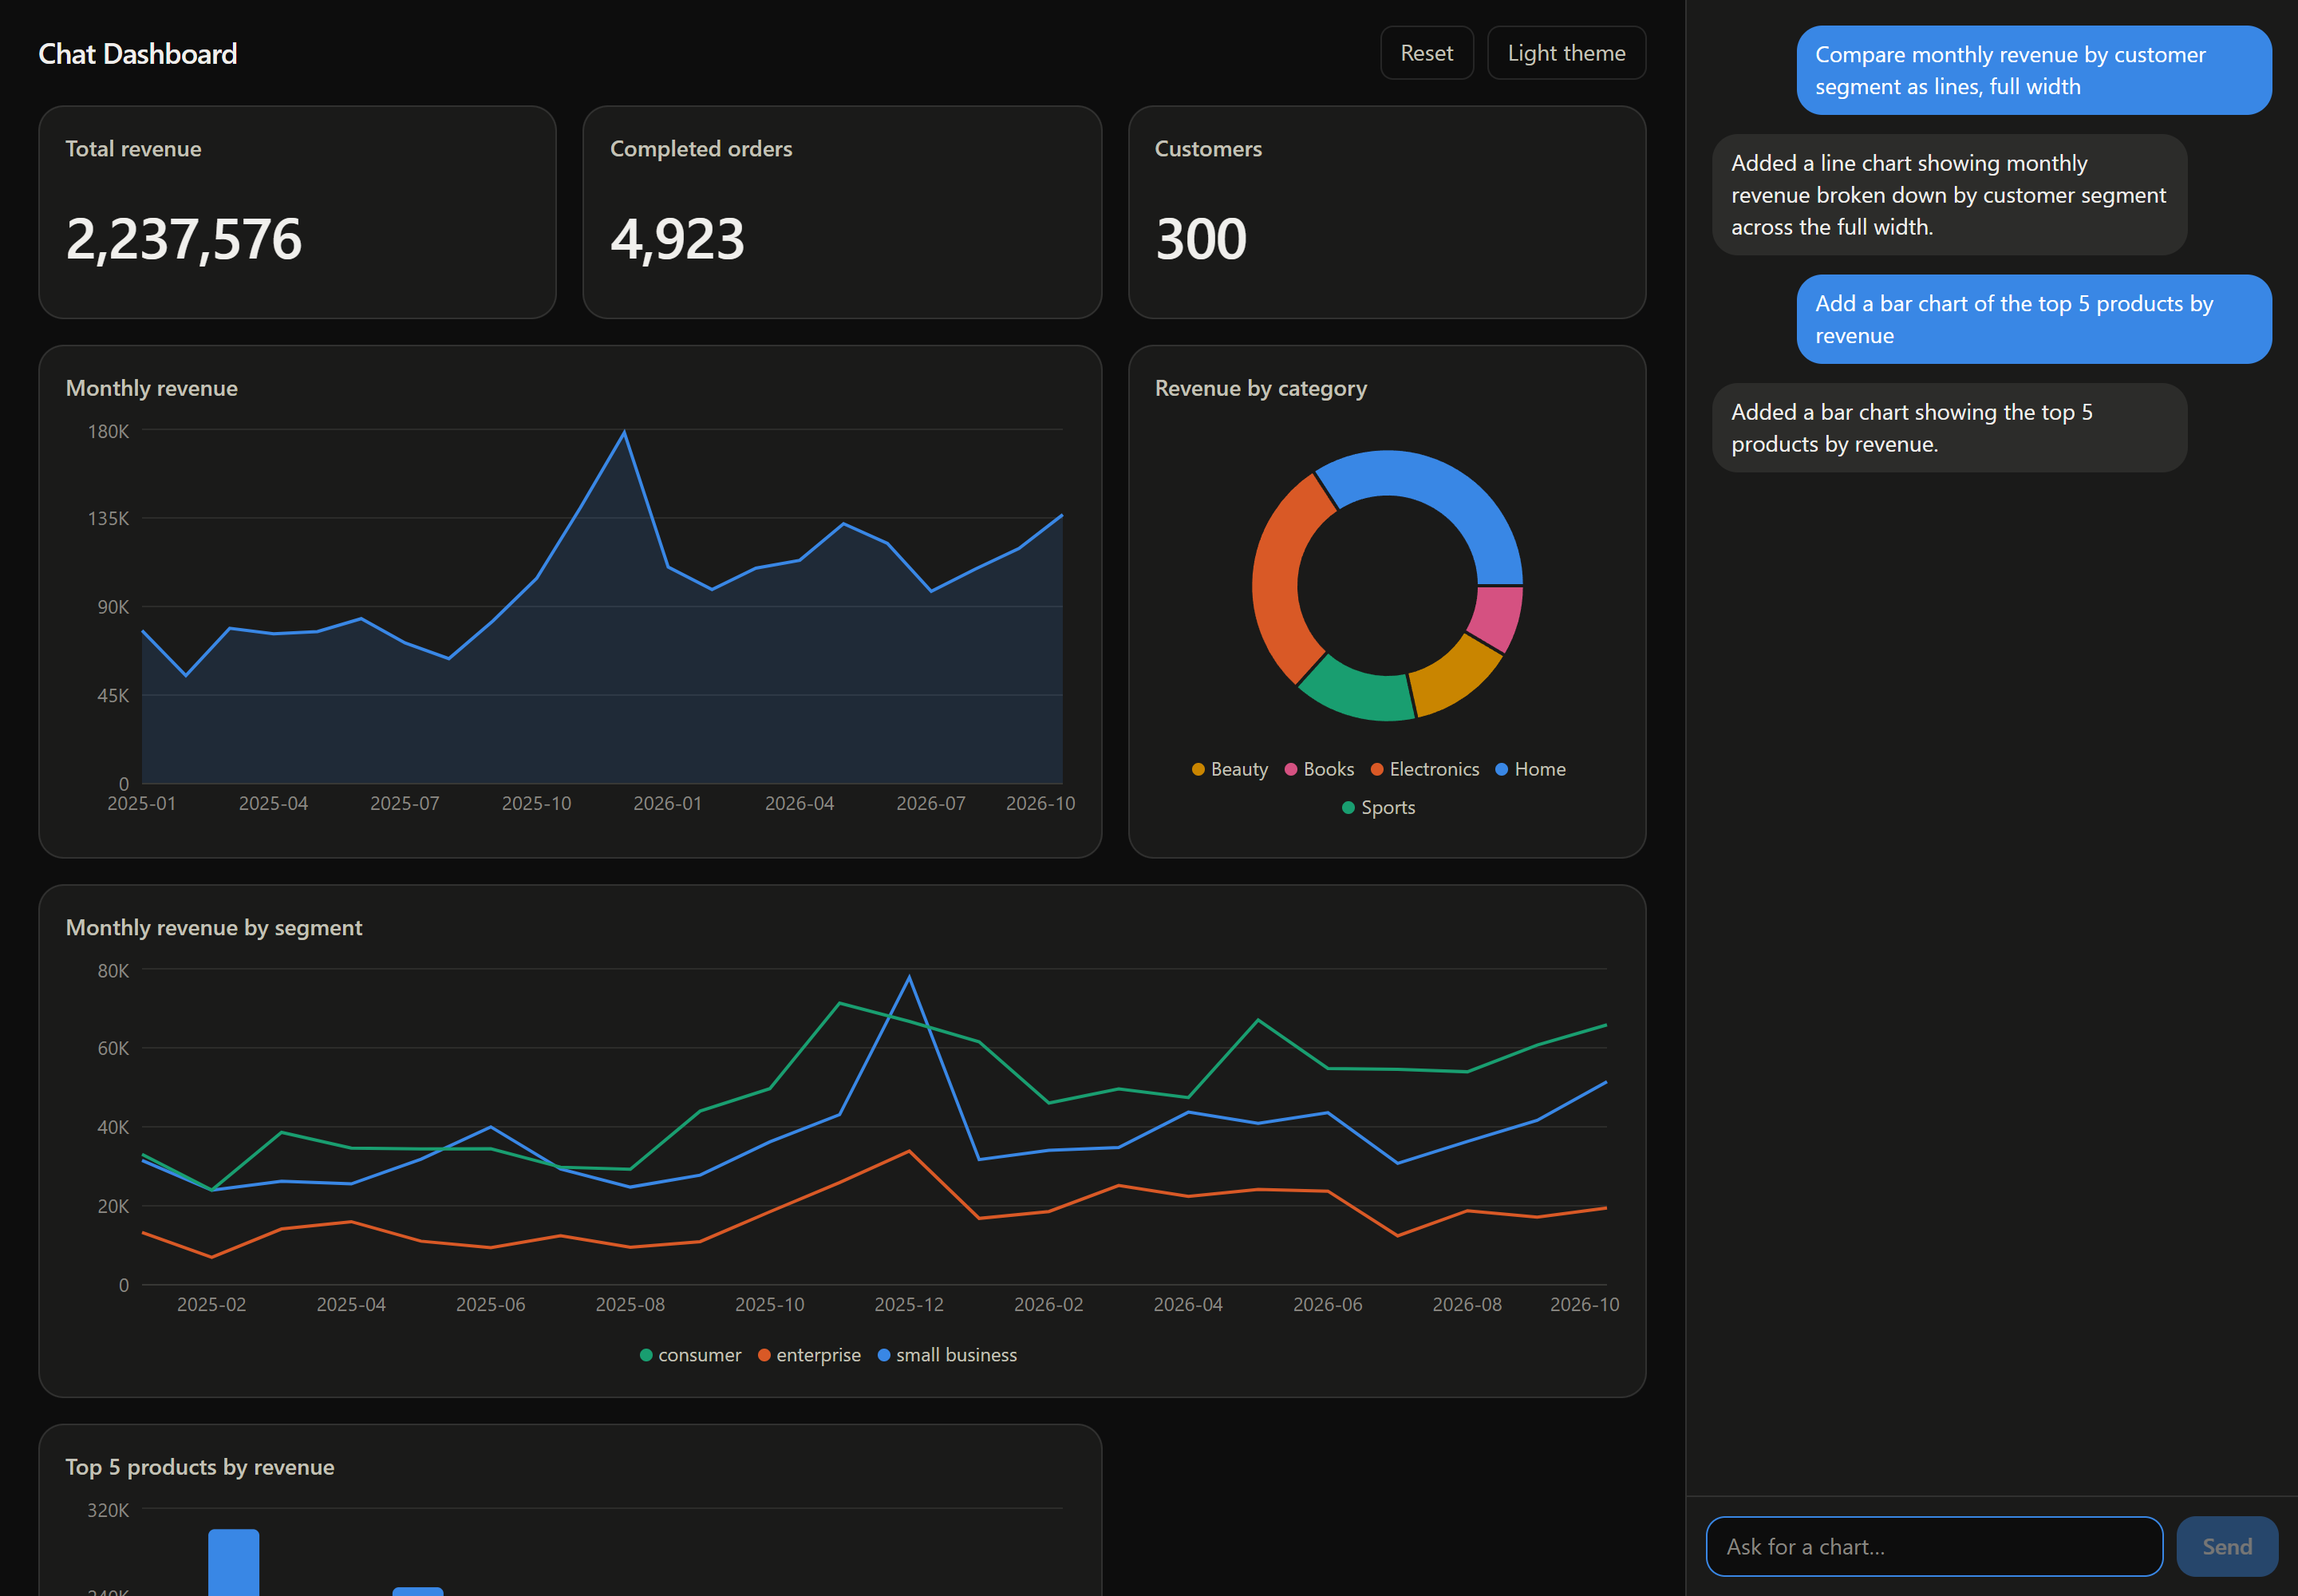 Chat Dashboard
Reset
Light theme
Total revenue
2,237,576
Completed orders
4,923
Customers
300
Monthly revenue
180K
135K
90K
45K
0
2025-01 2025-04 2025-07 2025-10 2026-01 2026-04 2026-07 2026-10
Revenue by category
Beauty Books Electronics Home
Sports
Monthly revenue by segment
80K
60K
40K
20K
0
2025-02 2025-04 2025-06 2025-08 2025-10 2025-12 2026-02 2026-04 2026-06 2026-08 2026-10
consumer enterprise small business
Top 5 products by revenue
320K
240K
Compare monthly revenue by customer
segment as lines, full width
Added a line chart showing monthly
revenue broken down by customer segment
across the full width.
Add a bar chart of the top 5 products by
revenue
Added a bar chart showing the top 5
products by revenue.
Ask for a chart...
Send